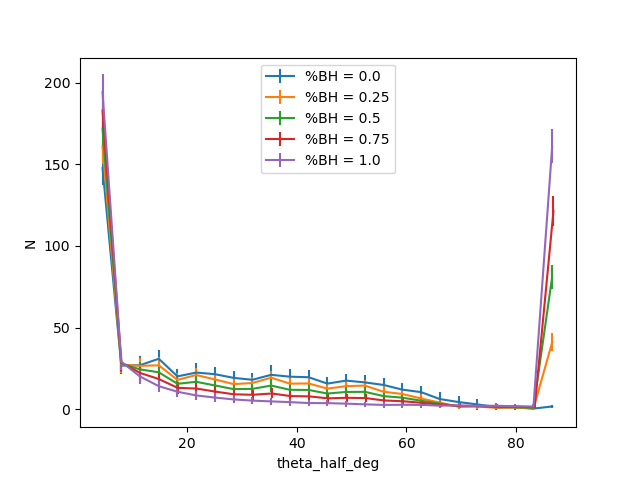 200
150
100
50
0
N
%BH = 0.0
%BH = 0.25
%BH = 0.5
%BH = 0.75
%BH = 1.0
20 40 60 80
theta_half_deg